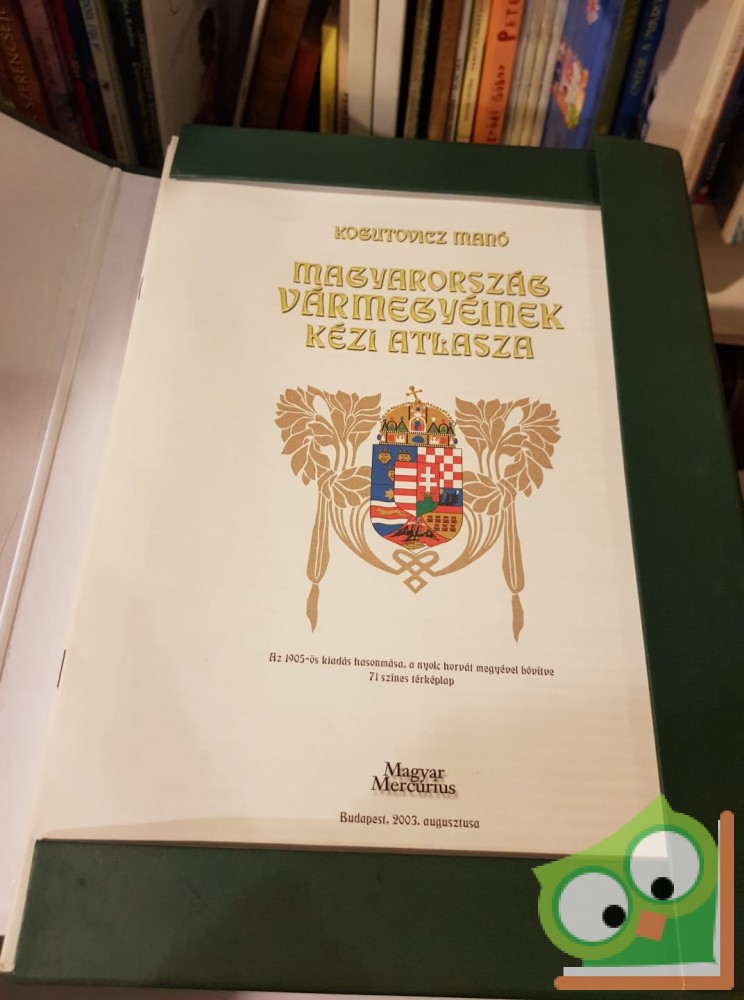 KOGUTOVICZ MANÓ
MAGYARORSZÁG
VÁRMEGYÉINEK
KÉZI ATLASZA
Az 1905-ös kiadás hasonmása, a nyolc horvát megyével bővítve
71 színes térképlap
Magyar
Mercurius
Budapest, 2003. augusztusa